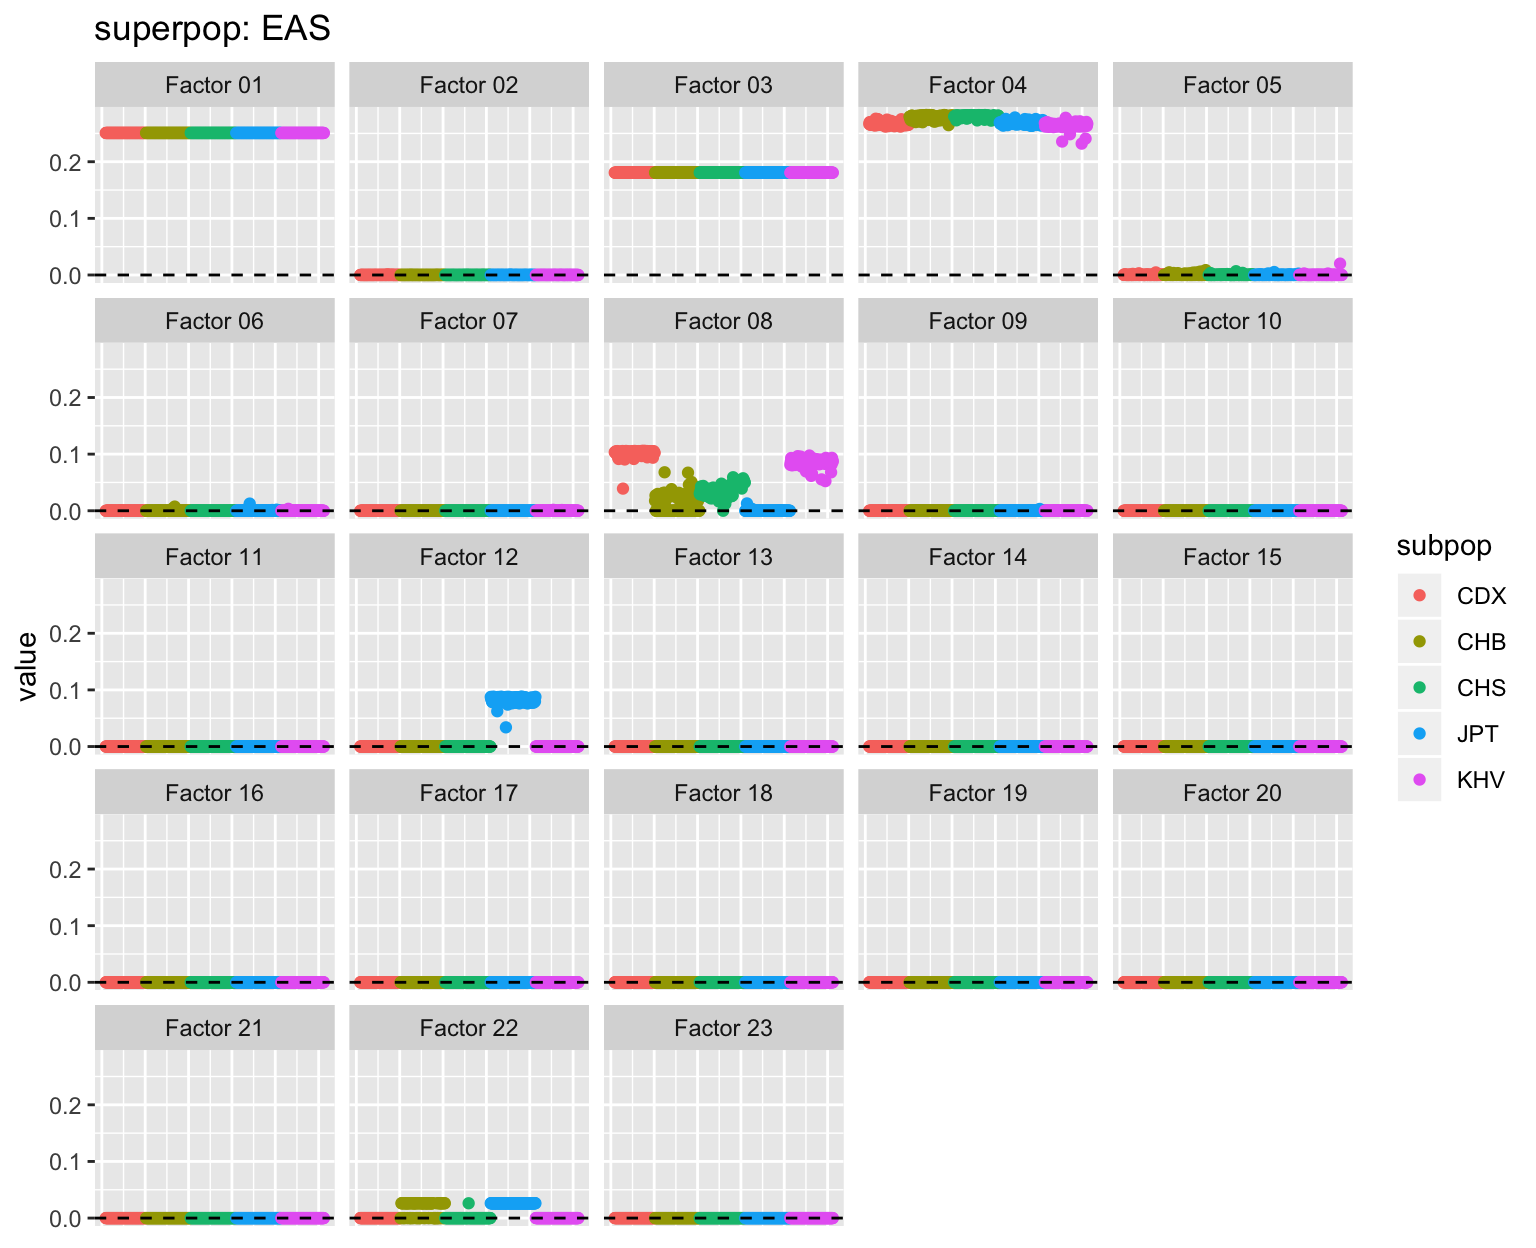 superpop: EAS
Factor 01 Factor 02 Factor 03 Factor 04 Factor 05
0.2
0.1
0.0
Factor 06 Factor 07 Factor 08 Factor 09 Factor 10
0.2
0.1
0.0
Factor 11 Factor 12 Factor 13 Factor 14 Factor 15
0.2
0.1
0.0
Factor 16 Factor 17 Factor 18 Factor 19 Factor 20
0.2
0.1
0.0
Factor 21 Factor 22 Factor 23
0.2
0.1
0.0
value
subpop
CDX
CHB
CHS
JPT
KHV